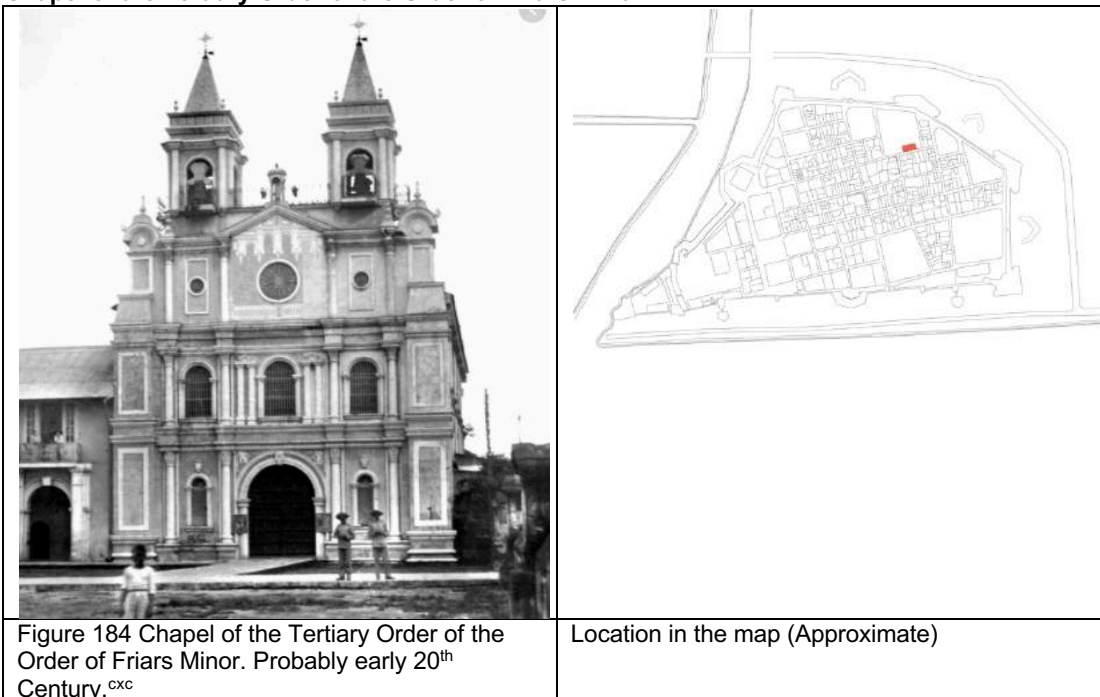 Figure 184 Chapel of the Tertiary Order of the
Order of Friars Minor. Probably early 20th
Century.cxc
Location in the map (Approximate)